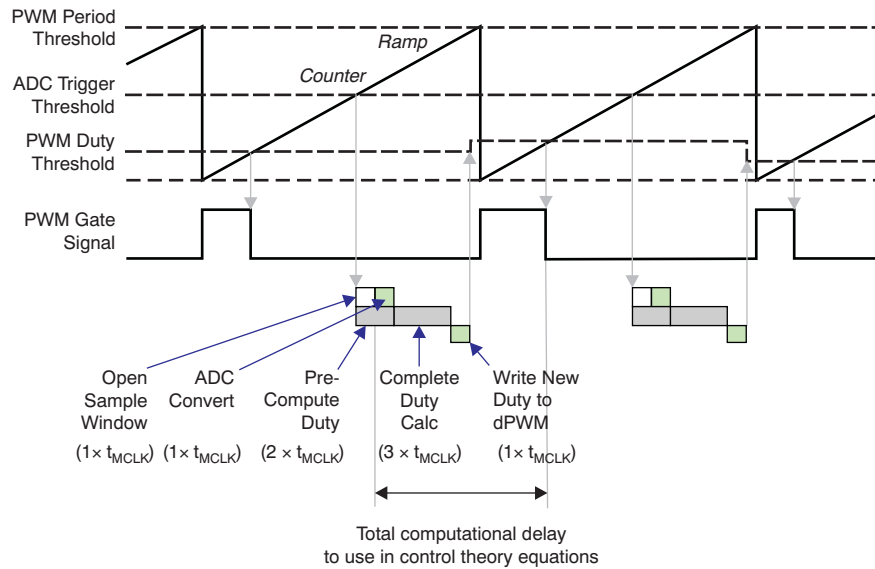 PWM Period
Threshold
Ramp
Counter
ADC Trigger
Threshold
PWM Duty
Threshold
PWM Gate
Signal
Open
Sample
Window
(1× tMCLK)
ADC
Convert
(1× tMCLK)
Pre-
Compute
Duty
(2 × tMCLK)
Complete
Duty
Calc
(3 × tMCLK)
Write New
Duty to
dPWM
(1× tMCLK)
Total computational delay
to use in control theory equations